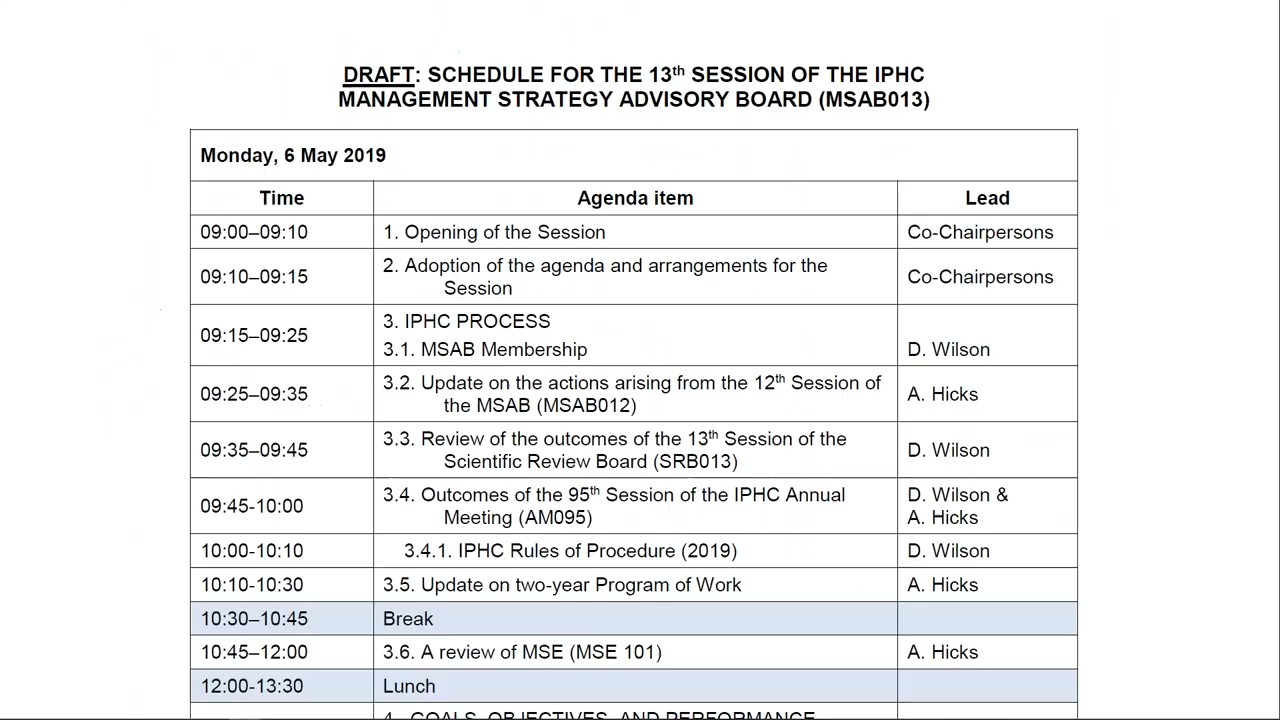 DRAFT: SCHEDULE FOR THE 13th SESSION OF THE IPHC
MANAGEMENT STRATEGY ADVISORY BOARD (MSAB013)
Monday, 6 May 2019
Time Agenda item Lead
09:00–09:10 1. Opening of the Session Co-Chairpersons
09:10–09:15 2. Adoption of the agenda and arrangements for the
Session Co-Chairpersons
09:15–09:25 3. IPHC PROCESS
3.1. MSAB Membership D. Wilson
09:25–09:35 3.2. Update on the actions arising from the 12th Session of
the MSAB (MSAB012) A. Hicks
09:35–09:45 3.3. Review of the outcomes of the 13th Session of the
Scientific Review Board (SRB013) D. Wilson
09:45-10:00 3.4. Outcomes of the 95th Session of the IPHC Annual D. Wilson &
Meeting (AM095) A. Hicks
10:00-10:10 3.4.1. IPHC Rules of Procedure (2019) D. Wilson
10:10-10:30 3.5. Update on two-year Program of Work A. Hicks
10:30–10:45 Break
10:45–12:00 3.6. A review of MSE (MSE 101) A. Hicks
12:00-13:30 Lunch
4. GOALS, OBJECTIVES, AND PERFORMANCE